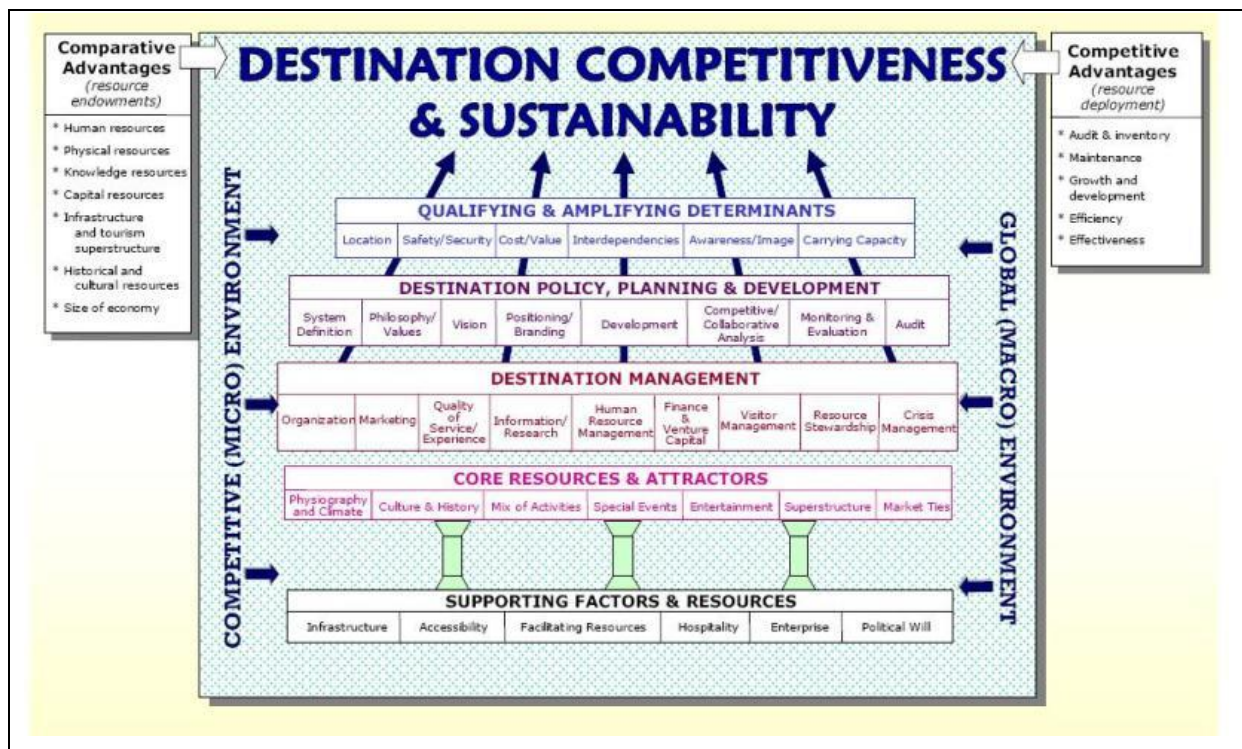 Comparative
Advantages
(resource
endowments)
* Human resources
* Physical resources
* Knowledge resources
* Capital resources
* Infrastructure
and tourism
superstructure
* Historical and
cultural resources
* Size of economy
DESTINATION COMPETITIVENESS
& SUSTAINABILITY
Competitive
Advantages
(resource
deployment)
* Audit & inventory
* Maintenance
* Growth and
development
* Efficiency
* Effectiveness
COMPETITIVE (MICRO) ENVIRONMENT
GLOBAL (MACRO) ENVIRONMENT
QUALIFYING & AMPLIFYING DETERMINANTS
Location
Safety/Security
Cost/Value
Interdependencies
Awareness/Image
Carrying Capacity
DESTINATION POLICY, PLANNING & DEVELOPMENT
System
Definition
Philosophy/
Values
Vision
Positioning/
Branding
Development
Competitive/
Collaborative
Analysis
Monitoring &
Evaluation
Audit
DESTINATION MANAGEMENT
Organization
Marketing
Quality
of
Service/
Experience
Information/
Research
Human
Resource
Management
Finance
&
Venture
Capital
Visitor
Management
Resource
Stewardship
Crisis
Management
CORE RESOURCES & ATTRACTORS
Physiography
and Climate
Culture & History
Mix of Activities
Special Events
Entertainment
Superstructure
Market Ties
SUPPORTING FACTORS & RESOURCES
Infrastructure
Accessibility
Facilitating Resources
Hospitality
Enterprise
Political Will